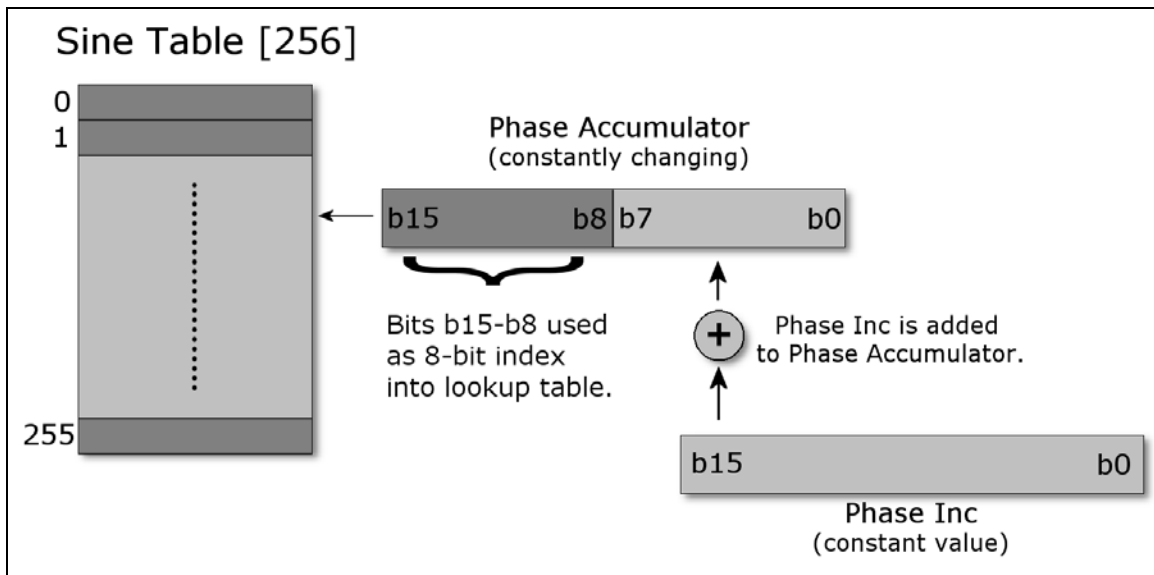 Sine Table [256]
0
1
255
Phase Accumulator
(constantly changing)
b15
b8
b7
b0
Bits b15-b8 used
as 8-bit index
into lookup table.
+
Phase Inc is added
to Phase Accumulator.
b15
b0
Phase Inc
(constant value)